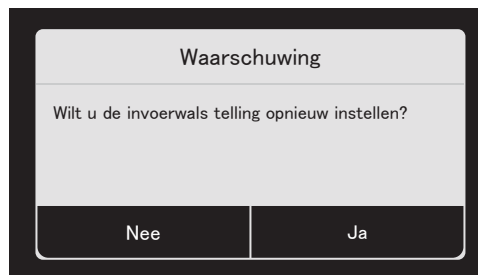 Waarschuwing
Wilt u de invoerwals telling opnieuw instellen?
Nee
Ja